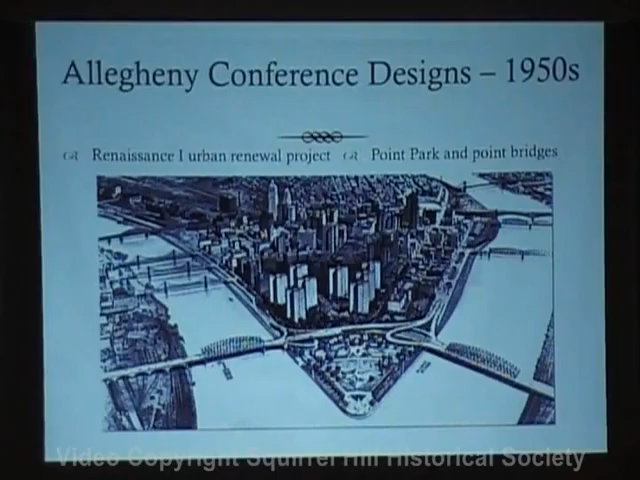 Allegheny Conference Designs – 1950s
Renaissance I urban renewal project
Point Park and point bridges
Video Copyright Squirrel Hill Historical Society